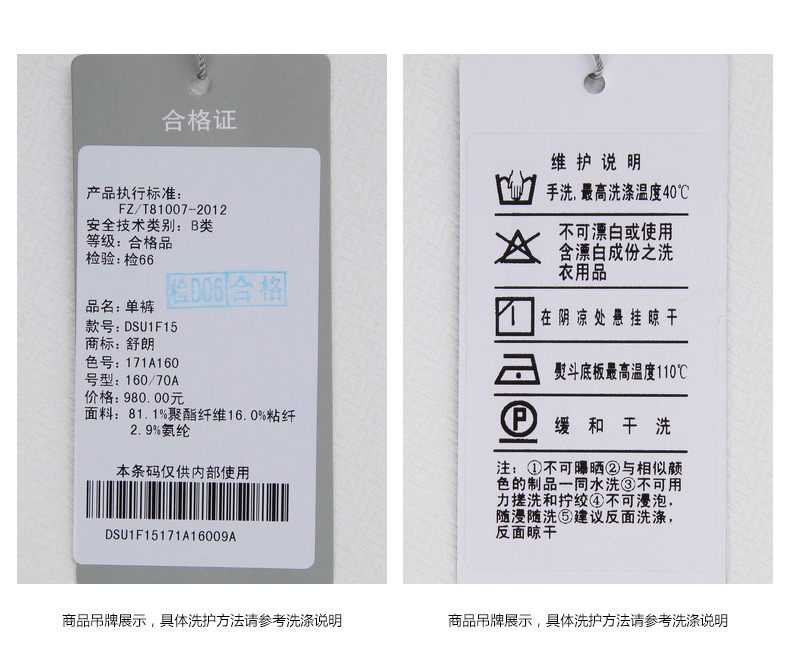 合格证
产品执行标准：
FZ/T81007-2012
安全技术类别：B类
等级：合格品
检验：检66
检D06合格
品名：单裤
款号：DSU1F15
商标：舒朗
色号：171A160
号型：160/70A
价格：980.00元
面料：81.1%聚酯纤维16.0%粘纤
2.9%氨纶
本条码仅供内部使用
DSU1F15171A16009A
商品吊牌展示，具体洗护方法请参考洗涤说明
维护说明
手洗,最高洗涤温度40℃
不可漂白或使用
含漂白成份之洗
衣用品
在阴凉处悬挂晾干
熨斗底板最高温度110℃
P
缓和干洗
注：①不可曝晒②与相似颜
色的制品一同水洗③不可用
力搓洗和拧绞④不可浸泡，
随浸随洗⑤建议反面洗涤，
反面晾干
商品吊牌展示，具体洗护方法请参考洗涤说明